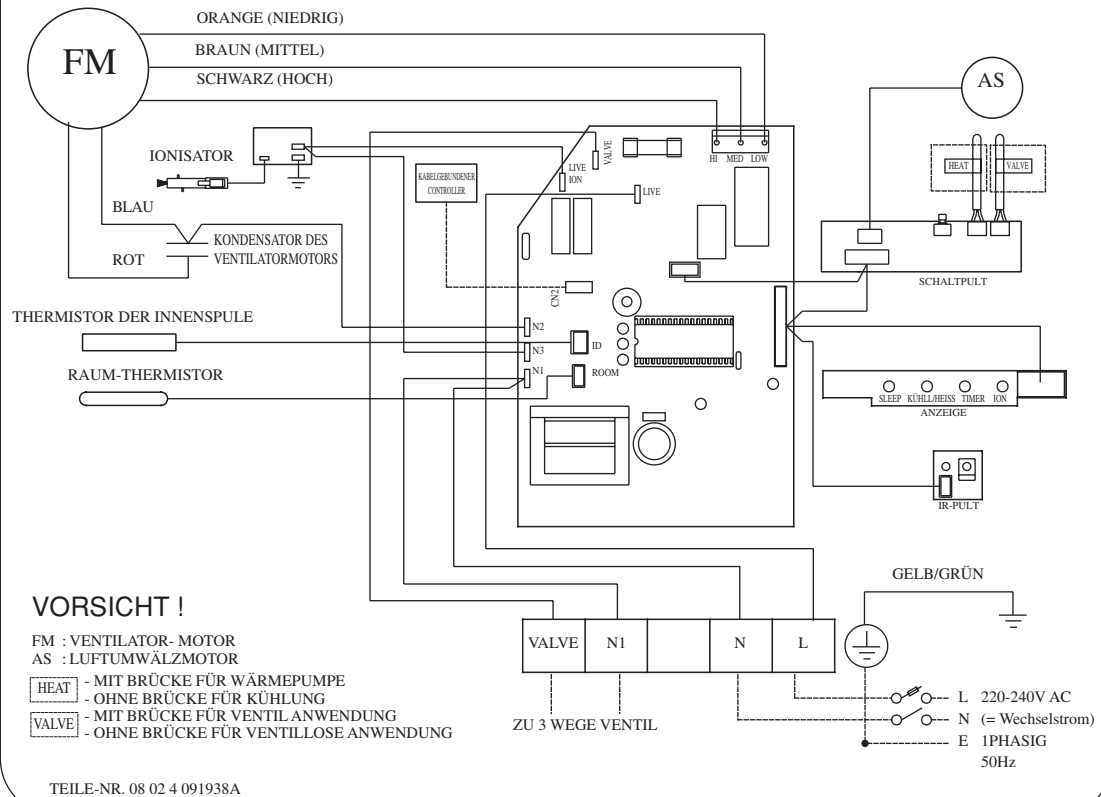 ORANGE (NIEDRIG)
BRAUN (MITTEL)
SCHWARZ (HOCH)
FM
AS
IONISATOR
KABELGEBUNDENER
CONTROLLER
LIVE
ION
VALVE
LIVE
HI MED LOW
HEAT
VALVE
SCHALTPULT
BLAU
ROT
KONDENSATOR DES
VENTILATORMOTORS
CN2
THERMISTOR DER INNENSPULE
N2
N3
N1
ID
ROOM
RAUM-THERMISTOR
SLEEP KÜHLL/HEISS TIMER ION
ANZEIGE
IR-PULT
GELB/GRÜN
VALVE N1 N L
ZU 3 WEGE VENTIL
L 220-240V AC
N (= Wechselstrom)
E 1PHASIG
50Hz
VORSICHT !
FM : VENTILATOR- MOTOR
AS : LUFTUMWÄLZMOTOR
HEAT - MIT BRÜCKE FÜR WÄRMEPUMPE
- OHNE BRÜCKE FÜR KÜHLUNG
VALVE - MIT BRÜCKE FÜR VENTIL ANWENDUNG
- OHNE BRÜCKE FÜR VENTILLOSE ANWENDUNG
TEILE-NR. 08 02 4 091938A